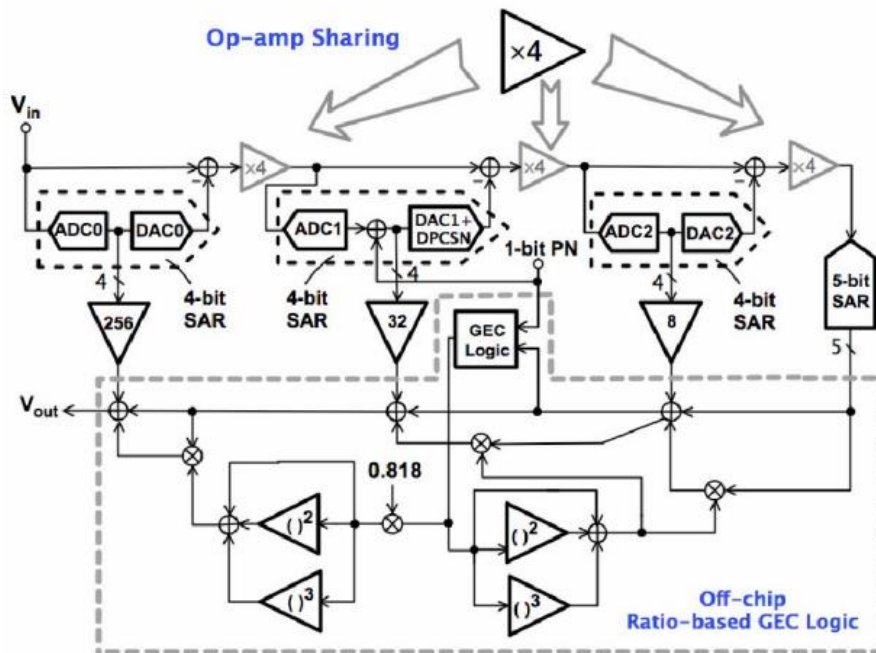 Op-amp Sharing
×4
Vin
×4
×4
×4
ADC0
DAC0
ADC1
DAC1+
DPCSN
ADC2
DAC2
1-bit PN
4
4-bit
SAR
4-bit
SAR
4
4
4-bit
SAR
5-bit
SAR
256
32
GEC
Logic
8
5
Vout
0.818
( )2
( )2
( )3
( )3
Off-chip
Ratio-based GEC Logic